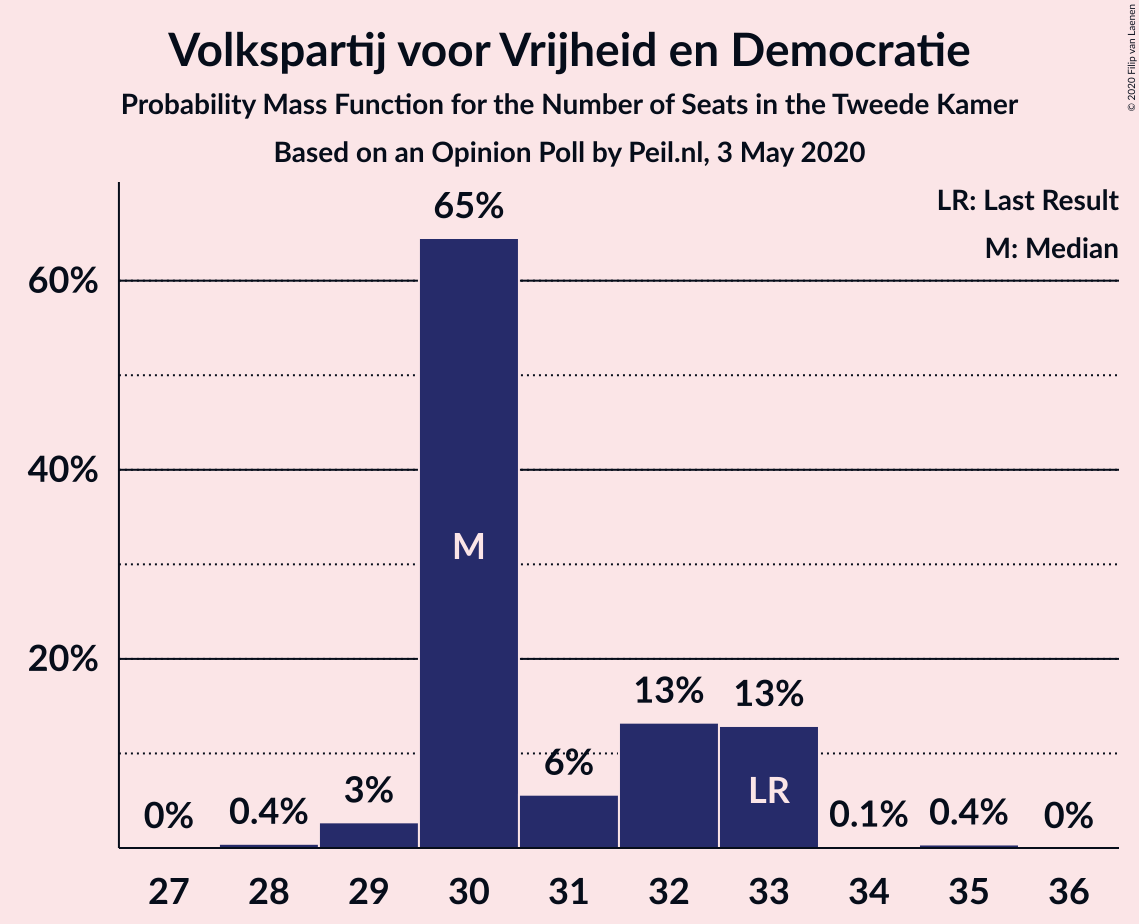 Volkspartij voor Vrijheid en Democratie
Probability Mass Function for the Number of Seats in the Tweede Kamer
Based on an Opinion Poll by Peil.nl, 3 May 2020
© 2020 Filip van Laenen
LR: Last Result
M: Median
60%
40%
20%
0%
0.4%
3%
65%
M
6%
13%
13%
LR
0.1%
0.4%
0%
27 28 29 30 31 32 33 34 35 36